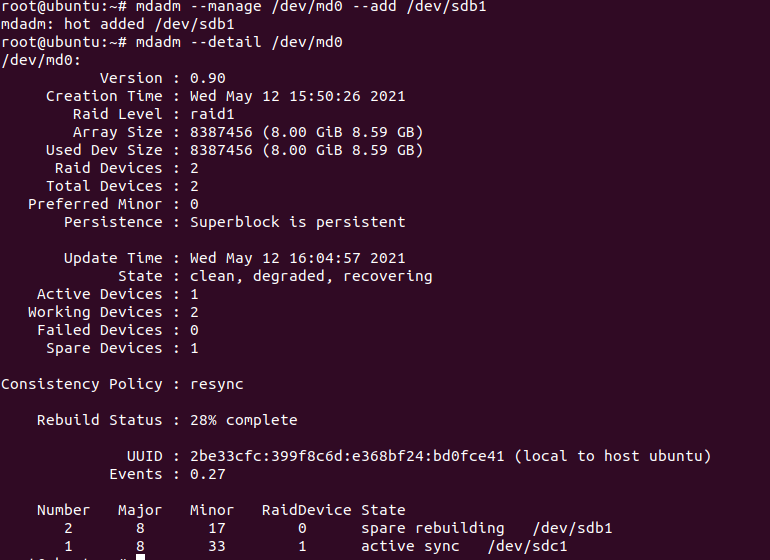 root@ubuntu:~# mdadm --manage /dev/md0 --add /dev/sdb1
mdadm: hot added /dev/sdb1
root@ubuntu:~# mdadm --detail /dev/md0
/dev/md0:
Version : 0.90
Creation Time : Wed May 12 15:50:26 2021
Raid Level : raid1
Array Size : 8387456 (8.00 GiB 8.59 GB)
Used Dev Size : 8387456 (8.00 GiB 8.59 GB)
Raid Devices : 2
Total Devices : 2
Preferred Minor : 0
Persistence : Superblock is persistent
Update Time : Wed May 12 16:04:57 2021
State : clean, degraded, recovering
Active Devices : 1
Working Devices : 2
Failed Devices : 0
Spare Devices : 1
Consistency Policy : resync
Rebuild Status : 28% complete
UUID : 2be33cfc:399f8c6d:e368bf24:bd0fce41 (local to host ubuntu)
Events : 0.27
Number Major Minor RaidDevice State
2 8 17 0 spare rebuilding /dev/sdb1
1 8 33 1 active sync /dev/sdc1